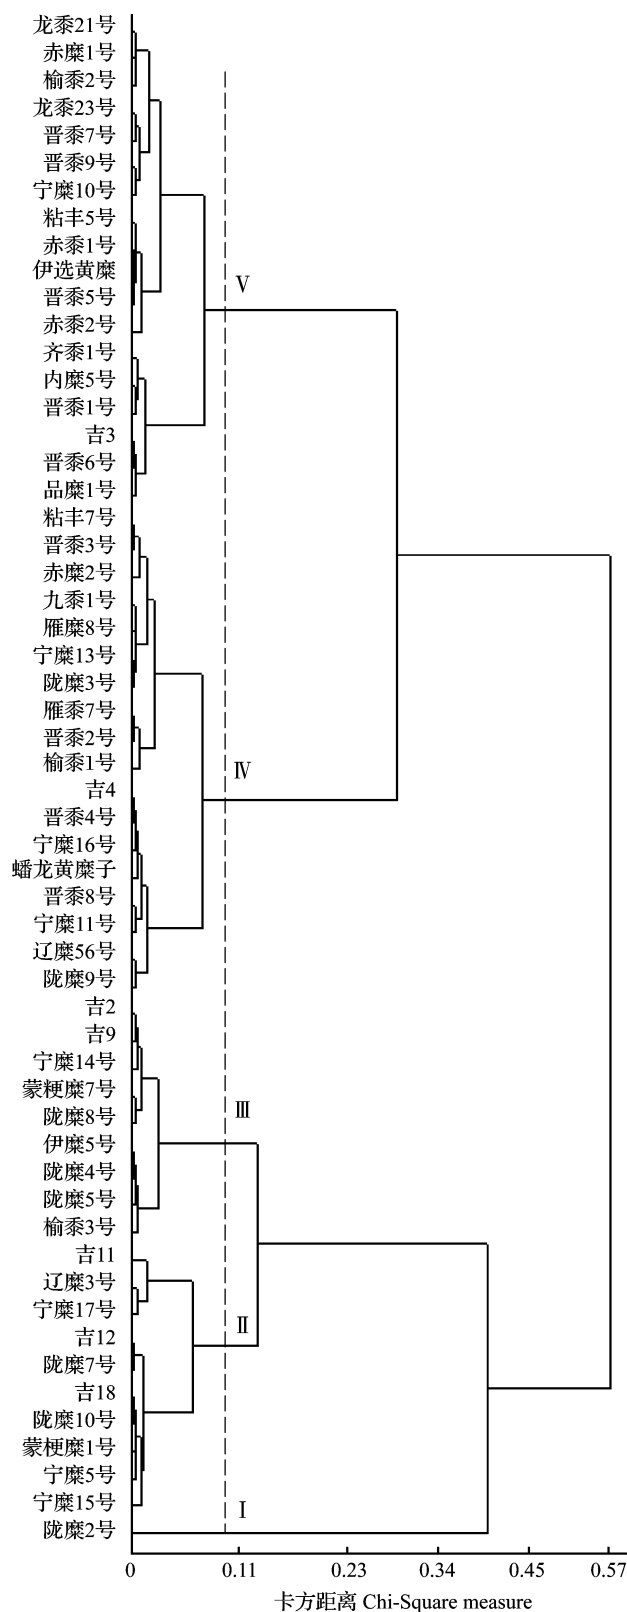 龙黍21号
赤糜1号
榆黍2号
龙黍23号
晋黍7号
晋黍9号
宁糜10号
粘丰5号
赤黍1号
伊选黄糜
晋黍5号
赤黍2号
Ⅴ
齐黍1号
内糜5号
晋黍1号
吉3
晋黍6号
品糜1号
粘丰7号
晋黍3号
赤糜2号
九黍1号
雁糜8号
宁糜13号
陇糜3号
雁黍7号
晋黍2号
榆黍1号
Ⅳ
吉4
晋黍4号
宁糜16号
蟠龙黄糜子
晋黍8号
宁糜11号
辽糜56号
陇糜9号
吉2
吉9
宁糜14号
蒙粳糜7号
陇糜8号
Ⅲ
伊糜5号
陇糜4号
陇糜5号
榆黍3号
吉11
辽糜3号
宁糜17号
吉12
Ⅱ
陇糜7号
吉18
陇糜10号
蒙粳糜1号
宁糜5号
宁糜15号
Ⅰ
陇糜2号
0 0.11 0.23 0.34 0.45 0.57
卡方距离 Chi-Square measure